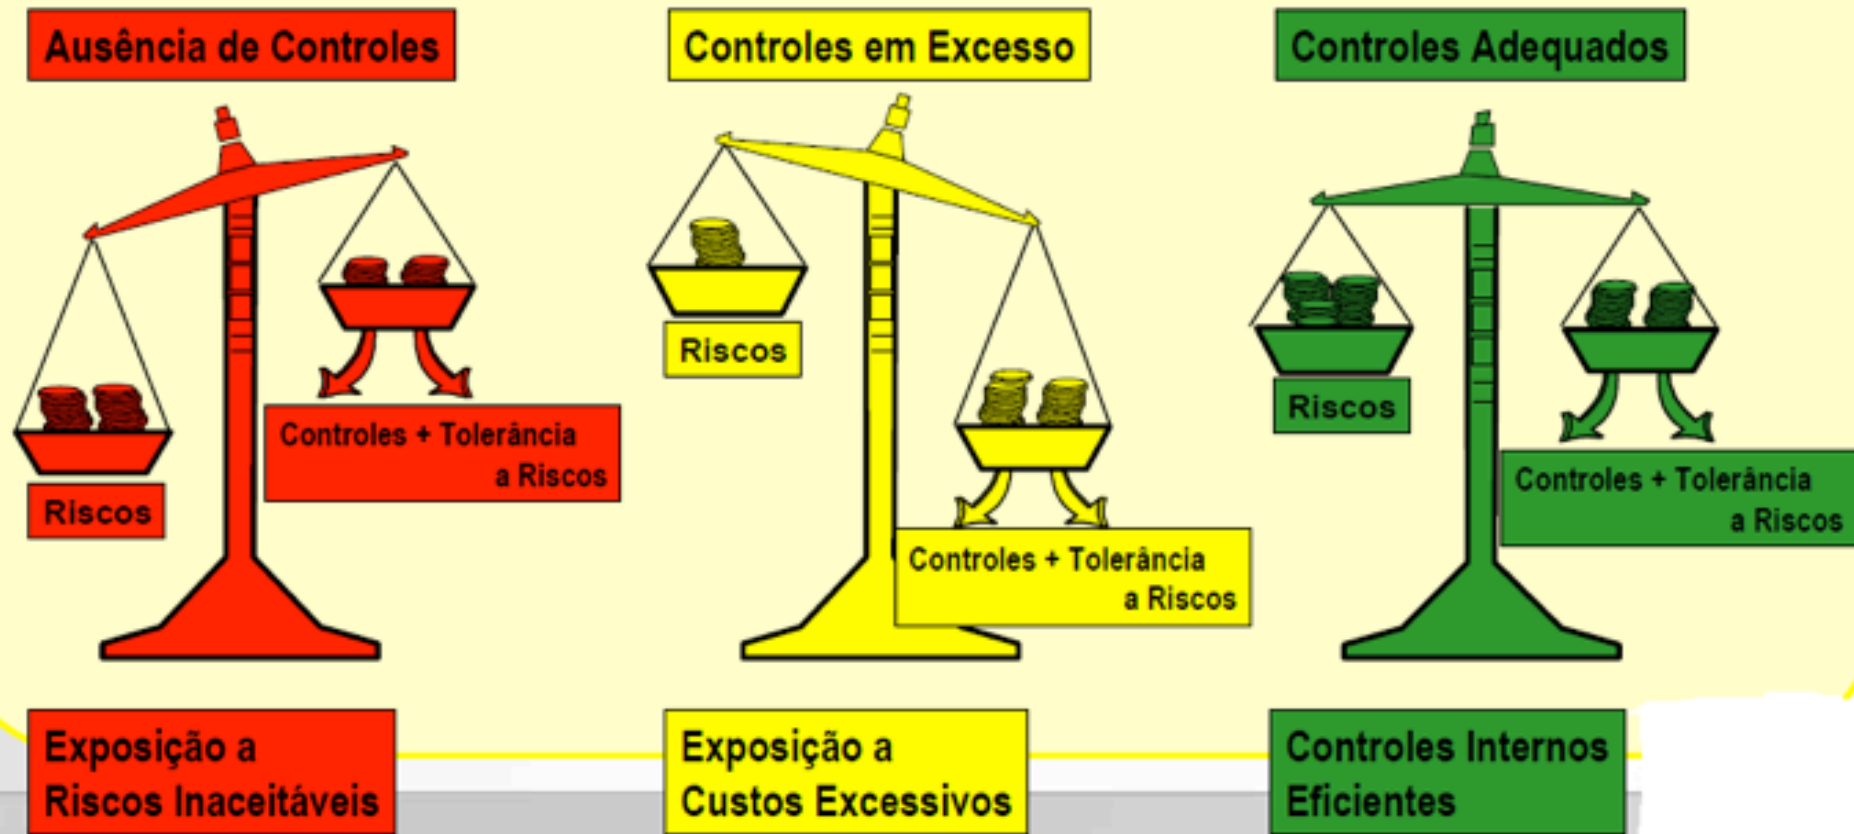 Ausência de Controles
Controles em Excesso
Controles Adequados
Riscos
Controles + Tolerância
a Riscos
Riscos
Controles + Tolerância
a Riscos
Riscos
Controles + Tolerância
a Riscos
Exposição a
Riscos Inaceitáveis
Exposição a
Custos Excessivos
Controles Internos
Eficientes